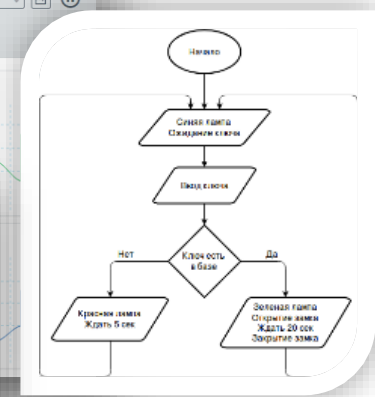 Начало
Синяя лампа
Ожидание ключа
Ввод ключа
Ключ есть
в базе
Нет
Да
Красная лампа
Ждать 5 сек
Зеленая лампа
Открытие замка
Ждать 20 сек
Закрытие замка